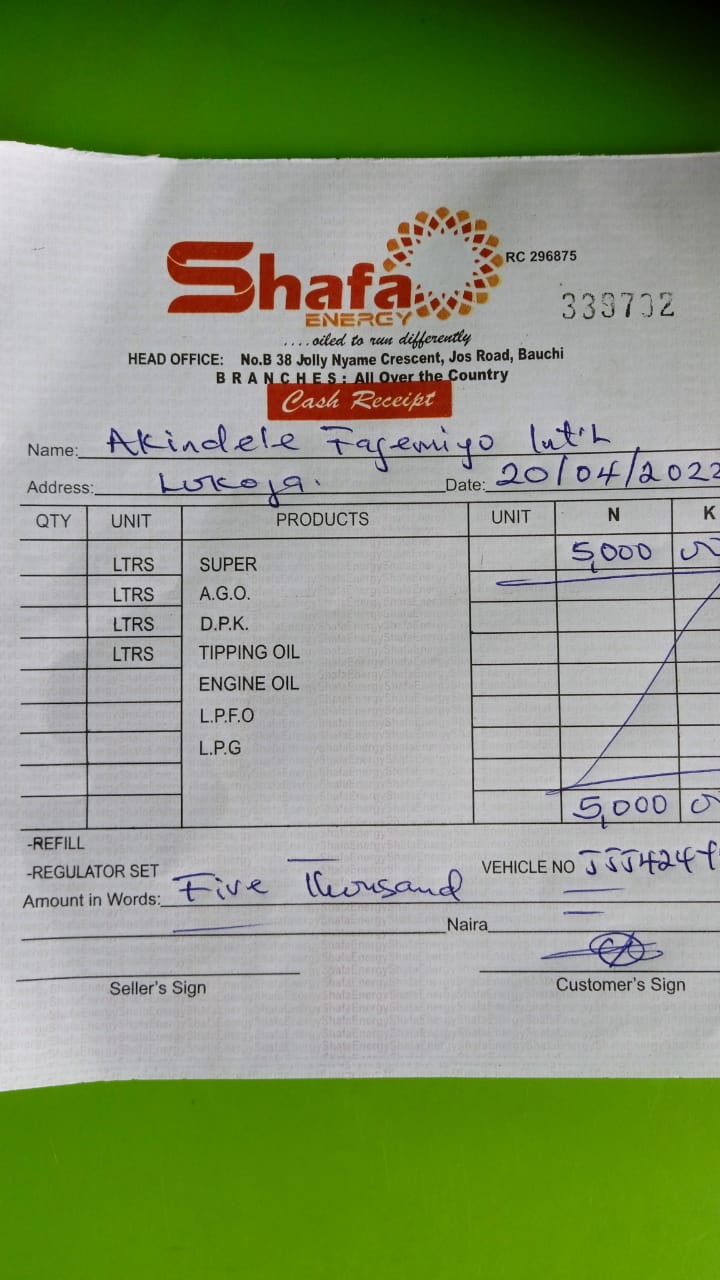 Shafa
ENERGY
RC 296875
339702
....oiled to run differently
HEAD OFFICE: No.B 38 Jolly Nyame Crescent, Jos Road, Bauchi
BRANCHES: All Over the Country
Cash Receipt
Name: Akindele Fagemiyo Int'l
Address: Lokoja. Date: 20/04/2022
QTY UNIT PRODUCTS UNIT N K
LTRS SUPER 5,000
LTRS A.G.O.
LTRS D.P.K.
LTRS TIPPING OIL
ENGINE OIL
L.P.F.O
L.P.G
5,000
-REFILL
-REGULATOR SET VEHICLE NO JJJ424
Amount in Words: Five Thousand
Naira
Seller's Sign Customer's Sign